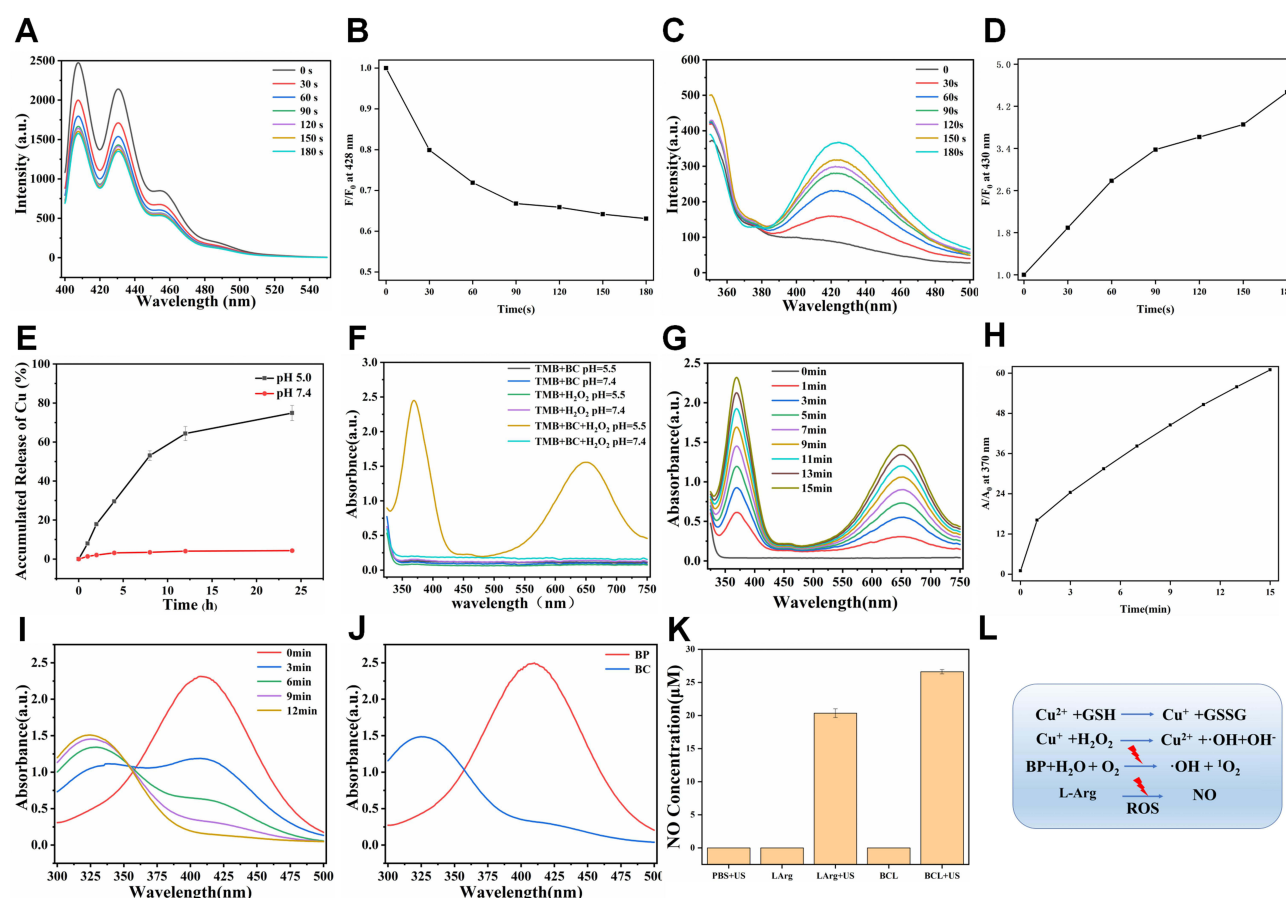 A
2500
2000
1500
1000
500
0
Intensity (a.u.)
400 420 440 460 480 500 520 540
Wavelength (nm)
0 s
30 s
60 s
90 s
120 s
150 s
180 s
B
1.0
0.9
0.8
0.7
0.6
0.5
F/F₀ at 428 nm
0 30 60 90 120 150 180
Time(s)
C
600
500
400
300
200
100
0
Intensity(a.u.)
360 380 400 420 440 460 480 500
Wavelength(nm)
0
30s
60s
90s
120s
150 s
180s
D
5.0
4.2
3.4
2.6
1.8
1.0
F/F₀ at 430 nm
0 30 60 90 120 150 18
Time(s)
E
100
80
60
40
20
0
Accumulated Release of Cu (%)
0 5 10 15 20 25
Time (h)
pH 5.0
pH 7.4
F
3.0
2.5
2.0
1.5
1.0
0.5
0.0
Absorbnce(a.u.)
350 400 450 500 550 600 650 700 750
wavelength（nm）
TMB+BC pH=5.5
TMB+BC pH=7.4
TMB+H₂O₂ pH=5.5
TMB+H₂O₂ pH=7.4
TMB+BC+H₂O₂ pH=5.5
TMB+BC+H₂O₂ pH=7.4
G
2.5
2.0
1.5
1.0
0.5
0.0
Abasorbance(a.u.)
350 400 450 500 550 600 650 700 750
Wavelength(nm)
0min
1min
3min
5min
7min
9min
11min
13min
15min
H
60
48
36
24
12
0
A/A₀ at 370 nm
0 3 6 9 12 15
Time(min)
I
2.5
2.0
1.5
1.0
0.5
0.0
Absorbance(a.u.)
300 325 350 375 400 425 450 475 500
Wavelength(nm)
0min
3min
6min
9min
12min
J
2.5
2.0
1.5
1.0
0.5
0.0
Absorbance(a.u.)
300 325 350 375 400 425 450 475 500
Wavelength(nm)
BP
BC
K
30
25
20
15
10
5
0
NO Concentration(μM)
PBS+US LArg LArg+US BCL BCL+US
L
Cu²⁺ +GSH → Cu⁺ +GSSG
Cu⁺ +H₂O₂ → Cu²⁺ +·OH+OH⁻
BP+H₂O + O₂ → ·OH + ¹O₂
L-Arg → NO
ROS